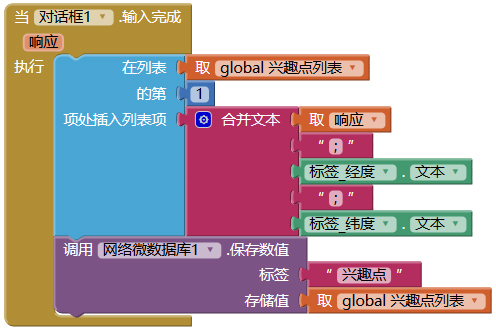 当 对话框1 .输入完成
响应
执行 在列表 取 global 兴趣点列表
的第 1
项处插入列表项 合并文本 取 响应
" ; "
标签_经度 . 文本
" ; "
标签_纬度 . 文本
调用 网络微数据库1 .保存数值
标签 " 兴趣点 "
存储值 取 global 兴趣点列表